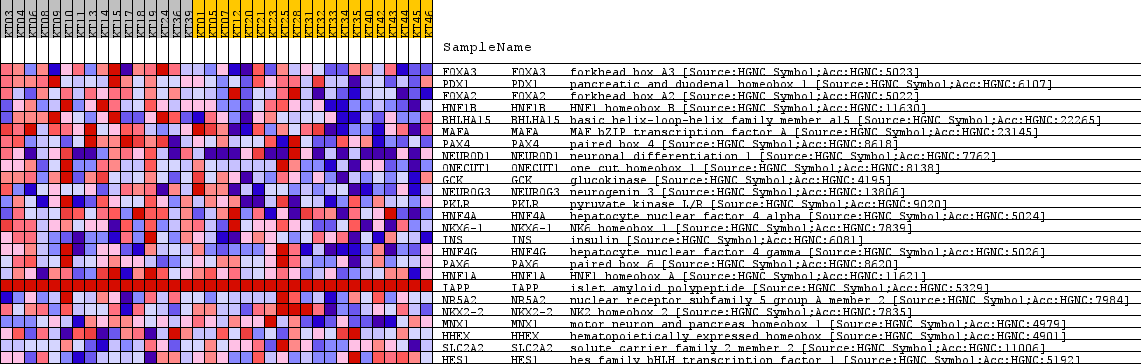 KT03 KT04 KT06 KT08 KT09 KT10 KT11 KT13 KT14 KT15 KT17 KT18 KT19 KT24 KT36 KT39 KT01 KT05 KT07 KT12 KT20 KT21 KT23 KT25 KT28 KT31 KT32 KT33 KT34 KT35 KT40 KT42 KT43 KT44 KT45 KT46
SampleName
FOXA3 FOXA3 forkhead box A3 [Source:HGNC Symbol;Acc:HGNC:5023]
PDX1 PDX1 pancreatic and duodenal homeobox 1 [Source:HGNC Symbol;Acc:HGNC:6107]
FOXA2 FOXA2 forkhead box A2 [Source:HGNC Symbol;Acc:HGNC:5022]
HNF1B HNF1B HNF1 homeobox B [Source:HGNC Symbol;Acc:HGNC:11630]
BHLHA15 BHLHA15 basic helix-loop-helix family member a15 [Source:HGNC Symbol;Acc:HGNC:22265]
MAFA MAFA MAF bZIP transcription factor A [Source:HGNC Symbol;Acc:HGNC:23145]
PAX4 PAX4 paired box 4 [Source:HGNC Symbol;Acc:HGNC:8618]
NEUROD1 NEUROD1 neuronal differentiation 1 [Source:HGNC Symbol;Acc:HGNC:7762]
ONECUT1 ONECUT1 one cut homeobox 1 [Source:HGNC Symbol;Acc:HGNC:8138]
GCK GCK glucokinase [Source:HGNC Symbol;Acc:HGNC:4195]
NEUROG3 NEUROG3 neurogenin 3 [Source:HGNC Symbol;Acc:HGNC:13806]
PKLR PKLR pyruvate kinase L/R [Source:HGNC Symbol;Acc:HGNC:9020]
HNF4A HNF4A hepatocyte nuclear factor 4 alpha [Source:HGNC Symbol;Acc:HGNC:5024]
NKX6-1 NKX6-1 NK6 homeobox 1 [Source:HGNC Symbol;Acc:HGNC:7839]
INS INS insulin [Source:HGNC Symbol;Acc:HGNC:6081]
HNF4G HNF4G hepatocyte nuclear factor 4 gamma [Source:HGNC Symbol;Acc:HGNC:5026]
PAX6 PAX6 paired box 6 [Source:HGNC Symbol;Acc:HGNC:8620]
HNF1A HNF1A HNF1 homeobox A [Source:HGNC Symbol;Acc:HGNC:11621]
IAPP IAPP islet amyloid polypeptide [Source:HGNC Symbol;Acc:HGNC:5329]
NR5A2 NR5A2 nuclear receptor subfamily 5 group A member 2 [Source:HGNC Symbol;Acc:HGNC:7984]
NKX2-2 NKX2-2 NK2 homeobox 2 [Source:HGNC Symbol;Acc:HGNC:7835]
MNX1 MNX1 motor neuron and pancreas homeobox 1 [Source:HGNC Symbol;Acc:HGNC:4979]
HHEX HHEX hematopoietically expressed homeobox [Source:HGNC Symbol;Acc:HGNC:4901]
SLC2A2 SLC2A2 solute carrier family 2 member 2 [Source:HGNC Symbol;Acc:HGNC:11006]
HES1 HES1 hes family bHLH transcription factor 1 [Source:HGNC Symbol;Acc:HGNC:5192]